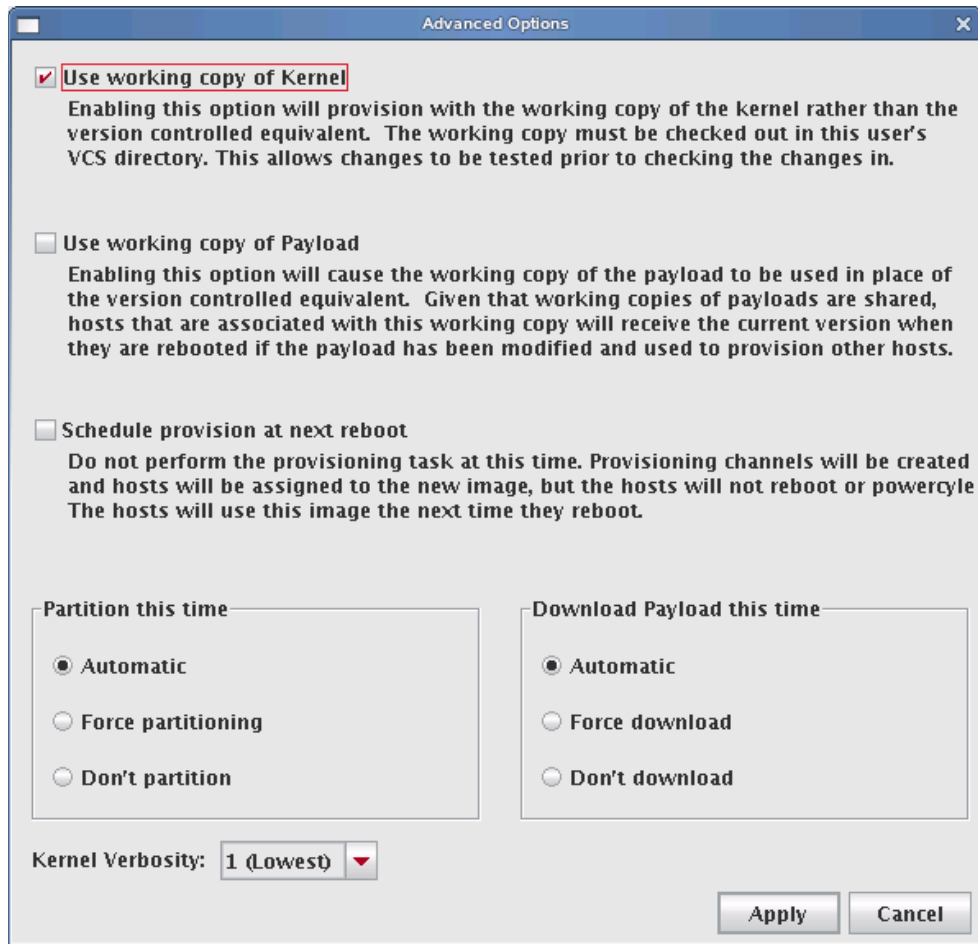 Advanced Options
Use working copy of Kernel
Enabling this option will provision with the working copy of the kernel rather than the
version controlled equivalent. The working copy must be checked out in this user's
VCS directory. This allows changes to be tested prior to checking the changes in.
Use working copy of Payload
Enabling this option will cause the working copy of the payload to be used in place of
the version controlled equivalent. Given that working copies of payloads are shared,
hosts that are associated with this working copy will receive the current version when
they are rebooted if the payload has been modified and used to provision other hosts.
Schedule provision at next reboot
Do not perform the provisioning task at this time. Provisioning channels will be created
and hosts will be assigned to the new image, but the hosts will not reboot or powercyle
The hosts will use this image the next time they reboot.
Partition this time
Automatic
Force partitioning
Don't partition
Download Payload this time
Automatic
Force download
Don't download
Kernel Verbosity: 1 (Lowest)
Apply Cancel